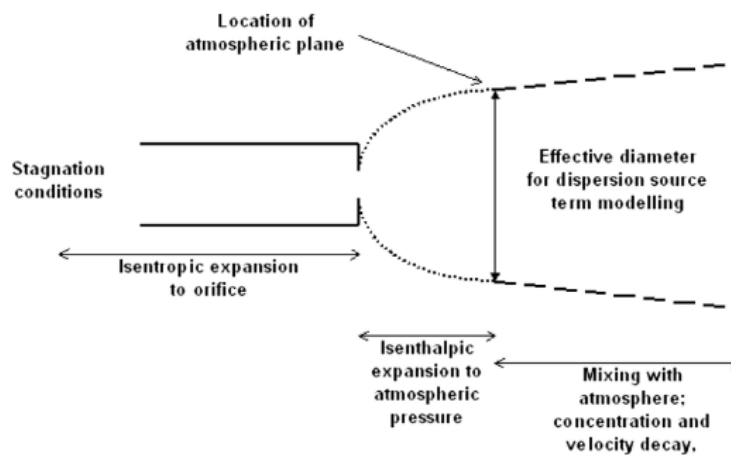 Location of
atmospheric plane
Stagnation
conditions
Effective diameter
for dispersion source
term modelling
Isentropic expansion
to orifice
Isenthalpic
expansion to
atmospheric
pressure
Mixing with
atmosphere;
concentration and
velocity decay,